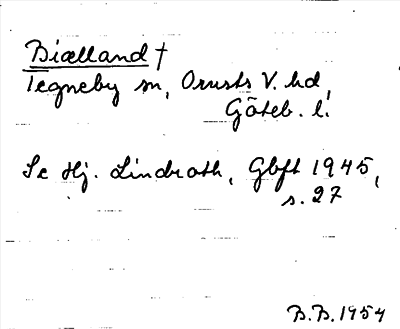 Biælland †
Tegneby sn, Orusts V. hd,
Göteb. l.
Se Hj. Lindroth, Gbft 1945,
s. 27
B.B. 1954